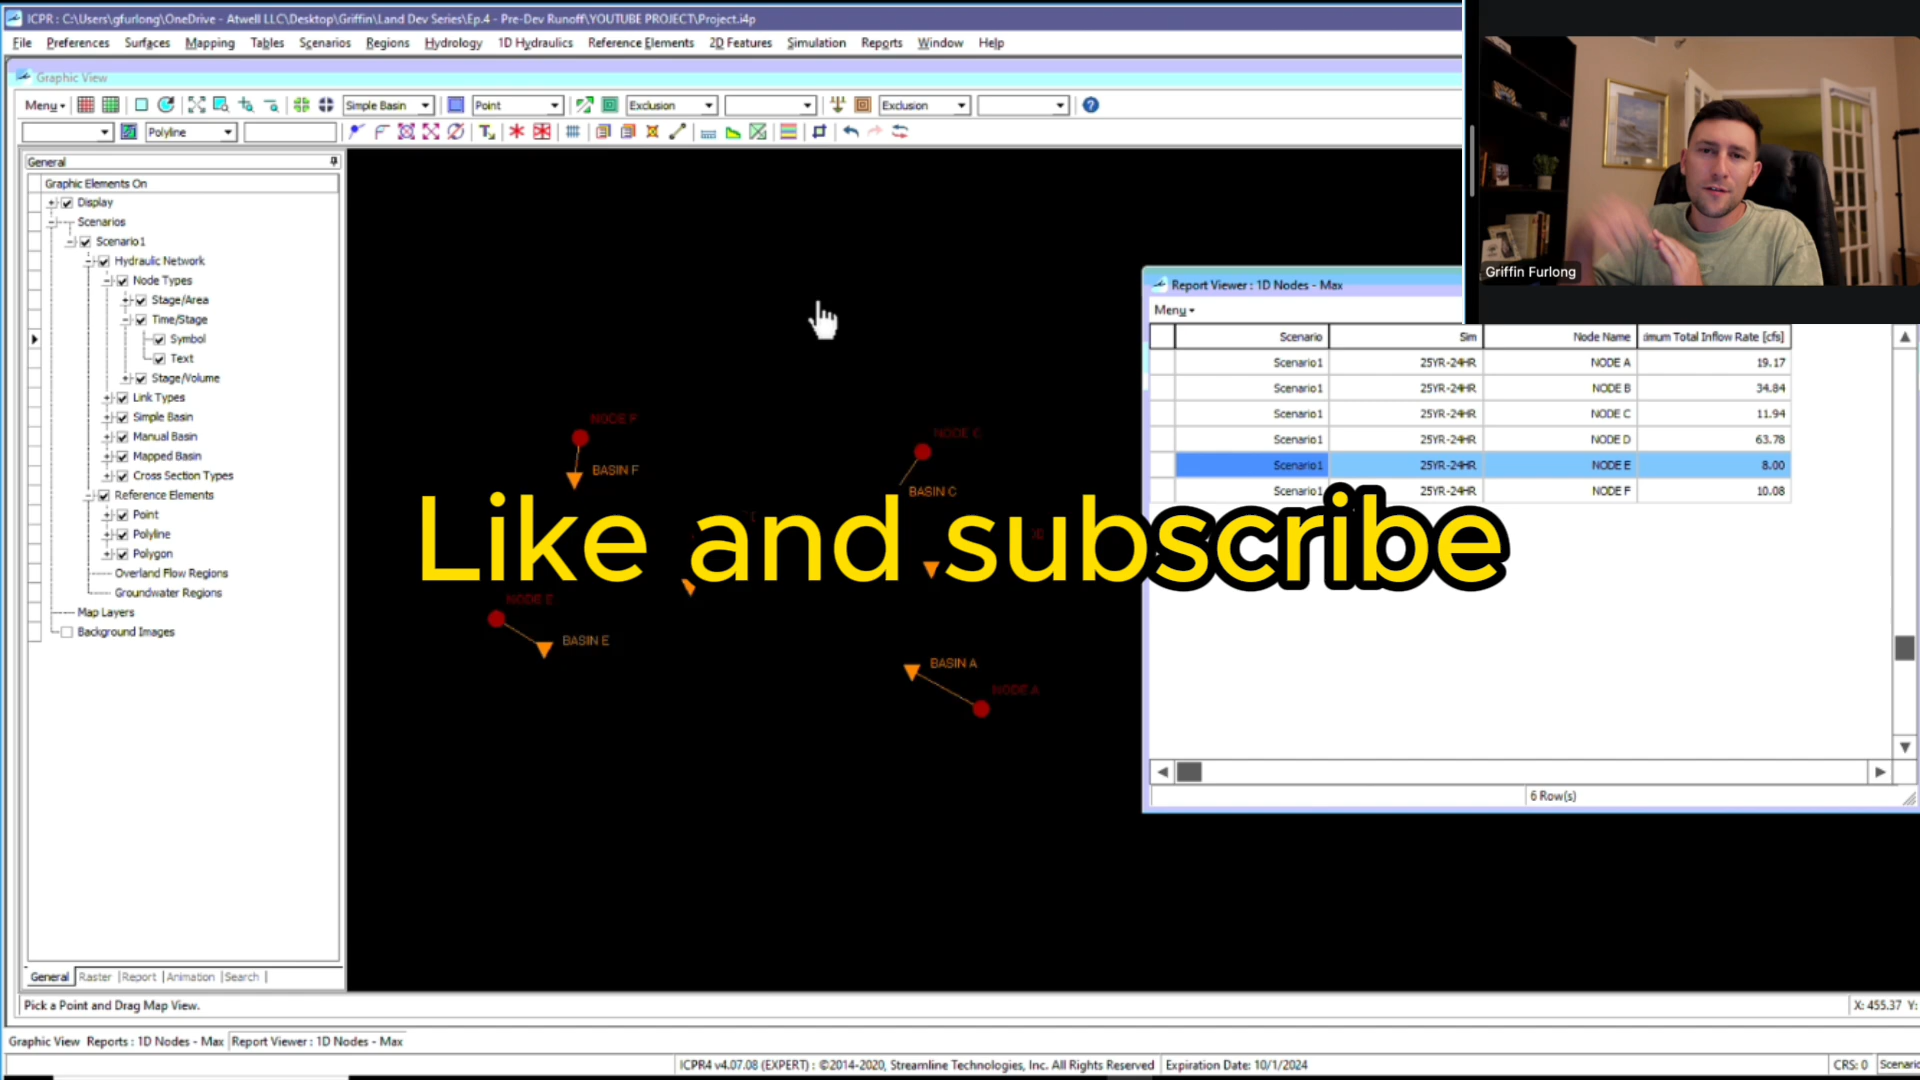 ICPR : C:\Users\gfurlong\OneDrive - Atwell LLC\Desktop\Griffin\Land Dev Series\Ep.4 - Pre-Dev Runoff\YOUTUBE PROJECT\Project.i4p
File Preferences Surfaces Mapping Tables Scenarios Regions Hydrology 1D Hydraulics Reference Elements 2D Features Simulation Reports Window Help
Graphic View
Menu Simple Basin Point Exclusion Exclusion
Polyline
General
Graphic Elements On
Display
Scenarios
Scenario1
Hydraulic Network
Node Types
Stage/Area
Time/Stage
Symbol
Text
Stage/Volume
Link Types
Simple Basin
Manual Basin
Mapped Basin
Cross Section Types
Reference Elements
Point
Polyline
Polygon
Overland Flow Regions
Groundwater Regions
Map Layers
Background Images
General Raster Report Animation Search
NODE F
BASIN F
NODE C
BASIN C
NODE E
BASIN E
BASIN A
NODE A
Like and subscribe
Griffin Furlong
Report Viewer : 1D Nodes - Max
Menu
Scenario Sim Node Name imum Total Inflow Rate [cfs]
Scenario1 25YR-24HR NODE A 19.17
Scenario1 25YR-24HR NODE B 34.84
Scenario1 25YR-24HR NODE C 11.94
Scenario1 25YR-24HR NODE D 63.78
Scenario1 25YR-24HR NODE E 8.00
Scenario1 25YR-24HR NODE F 10.08
6 Row(s)
Pick a Point and Drag Map View.
X: 455.37 Y:
Graphic View Reports : 1D Nodes - Max Report Viewer : 1D Nodes - Max
ICPR4 v4.07.08 (EXPERT) : ©2014-2020, Streamline Technologies, Inc. All Rights Reserved Expiration Date: 10/1/2024
CRS: 0 Scenario